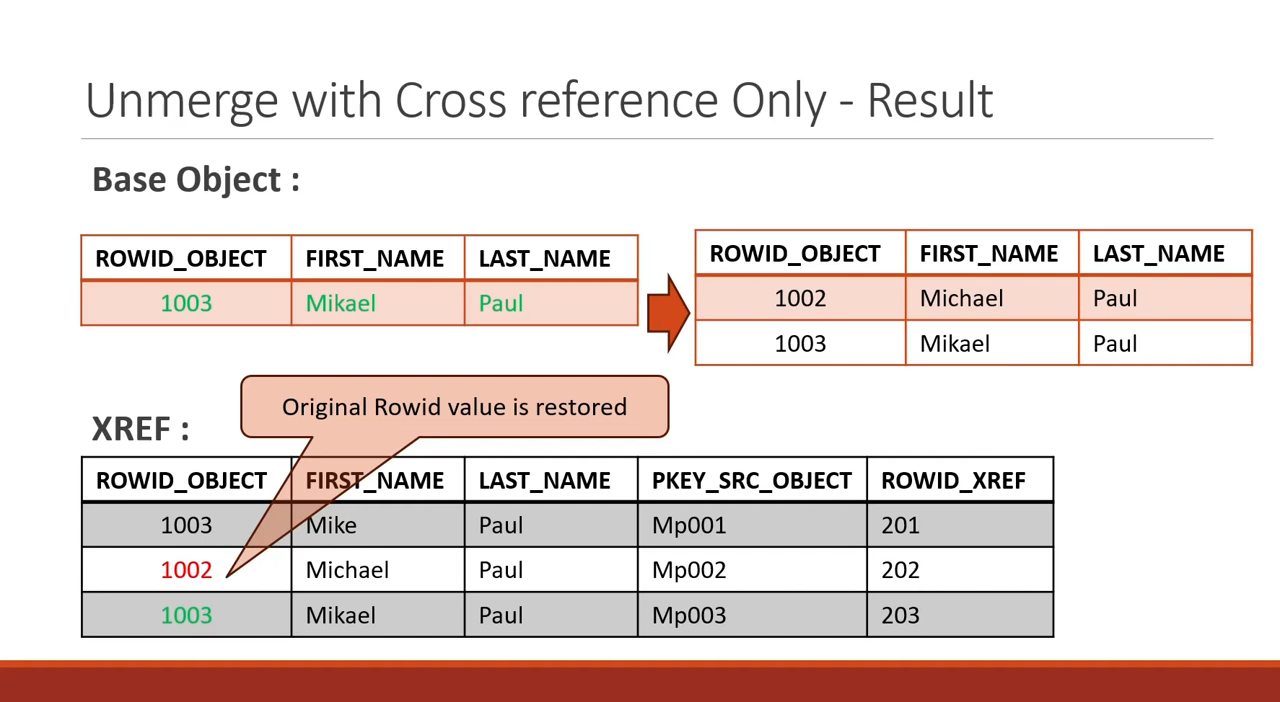 Unmerge with Cross reference Only - Result
Base Object :
ROWID_OBJECT FIRST_NAME LAST_NAME
1003 Mikael Paul
ROWID_OBJECT FIRST_NAME LAST_NAME
1002 Michael Paul
1003 Mikael Paul
Original Rowid value is restored
XREF :
ROWID_OBJECT FIRST_NAME LAST_NAME PKEY_SRC_OBJECT ROWID_XREF
1003 Mike Paul Mp001 201
1002 Michael Paul Mp002 202
1003 Mikael Paul Mp003 203